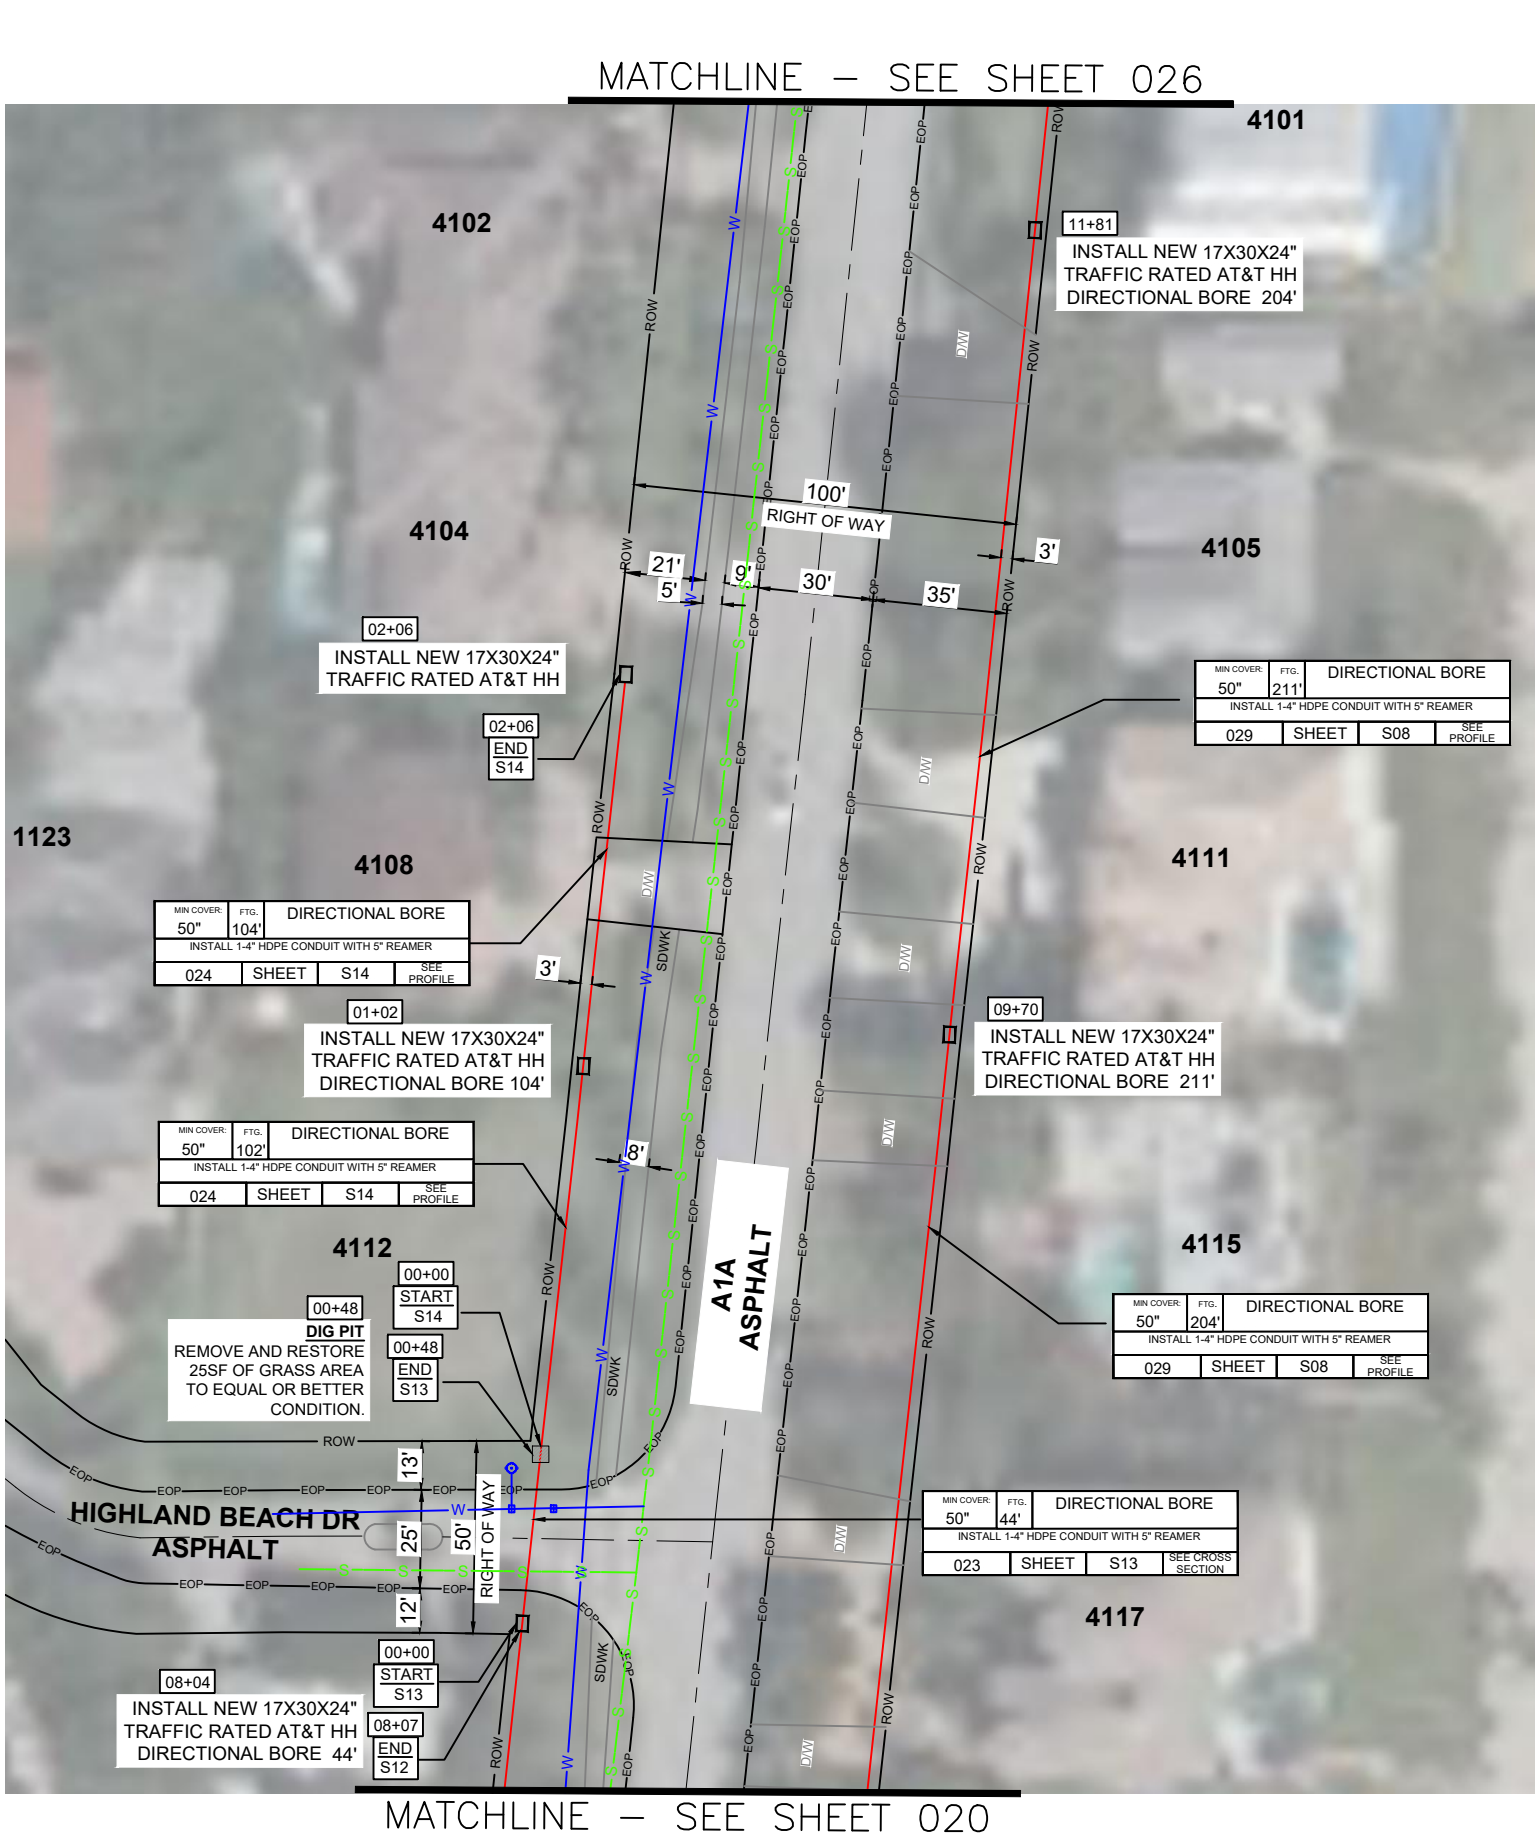 MATCHLINE – SEE SHEET 026
4101
4102
11+81
INSTALL NEW 17X30X24"
TRAFFIC RATED AT&T HH
DIRECTIONAL BORE 204'
D/W
ROW
EOP
W
S
100'
RIGHT OF WAY
4104
4105
3'
21'
9'
5'
30'
35'
02+06
INSTALL NEW 17X30X24"
TRAFFIC RATED AT&T HH
02+06
END
S14
MIN COVER: FTG. DIRECTIONAL BORE
50" 211'
INSTALL 1-4" HDPE CONDUIT WITH 5" REAMER
029 SHEET S08 SEE PROFILE
D/W
1123
4108
4111
D/W
MIN COVER: FTG. DIRECTIONAL BORE
50" 104'
INSTALL 1-4" HDPE CONDUIT WITH 5" REAMER
024 SHEET S14 SEE PROFILE
SDWK
D/W
3'
01+02
INSTALL NEW 17X30X24"
TRAFFIC RATED AT&T HH
DIRECTIONAL BORE 104'
09+70
INSTALL NEW 17X30X24"
TRAFFIC RATED AT&T HH
DIRECTIONAL BORE 211'
D/W
MIN COVER: FTG. DIRECTIONAL BORE
50" 102'
INSTALL 1-4" HDPE CONDUIT WITH 5" REAMER
024 SHEET S14 SEE PROFILE
8'
A1A
ASPHALT
4112
4115
00+00
START
S14
00+48
DIG PIT
REMOVE AND RESTORE
25SF OF GRASS AREA
TO EQUAL OR BETTER
CONDITION.
00+48
END
S13
SDWK
MIN COVER: FTG. DIRECTIONAL BORE
50" 204'
INSTALL 1-4" HDPE CONDUIT WITH 5" REAMER
029 SHEET S08 SEE PROFILE
ROW
EOP
13'
25'
12'
50'
RIGHT OF WAY
HIGHLAND BEACH DR
ASPHALT
MIN COVER: FTG. DIRECTIONAL BORE
50" 44'
INSTALL 1-4" HDPE CONDUIT WITH 5" REAMER
023 SHEET S13 SEE CROSS SECTION
D/W
4117
00+00
START
S13
08+04
INSTALL NEW 17X30X24"
TRAFFIC RATED AT&T HH
DIRECTIONAL BORE 44'
08+07
END
S12
SDWK
D/W
MATCHLINE – SEE SHEET 020